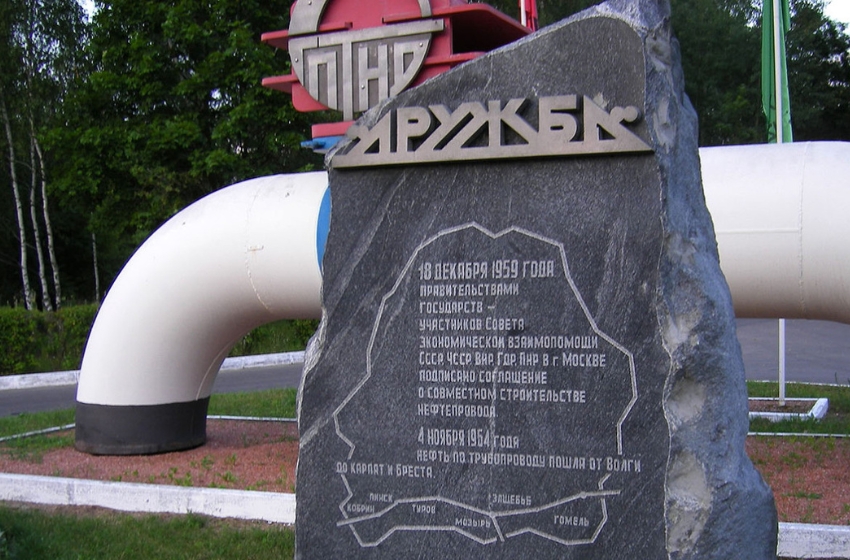 ПТНР
ДРУЖБА
18 ДЕКАБРЯ 1959 ГОДА
ПРАВИТЕЛЬСТВАМИ
ГОСУДАРСТВ –
УЧАСТНИКОВ СОВЕТА
ЭКОНОМИЧЕСКОЙ ВЗАИМОПОМОЩИ
СССР, ЧССР, ВНР, ГДР, ПНР В Г. МОСКВЕ
ПОДПИСАНО СОГЛАШЕНИЕ
О СОВМЕСТНОМ СТРОИТЕЛЬСТВЕ
НЕФТЕПРОВОДА.
4 НОЯБРЯ 1964 ГОДА
НЕФТЬ ПО ТРУБОПРОВОДУ ПОШЛА ОТ ВОЛГИ
ДО КАРПАТ И БРЕСТА.
ПИНСК ЗАЩЕБЬЕ
КОБРИН ТУРОВ МОЗЫРЬ ГОМЕЛЬ